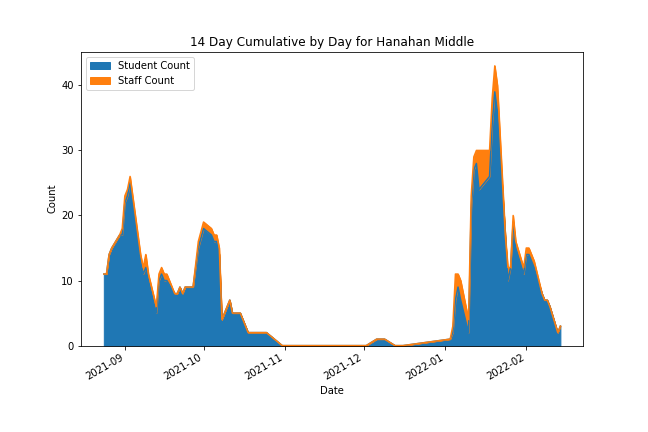 14 Day Cumulative by Day for Hanahan Middle
Student Count
Staff Count
Count
40
30
20
10
0
2021-09
2021-10
2021-11
2021-12
2022-01
2022-02
Date